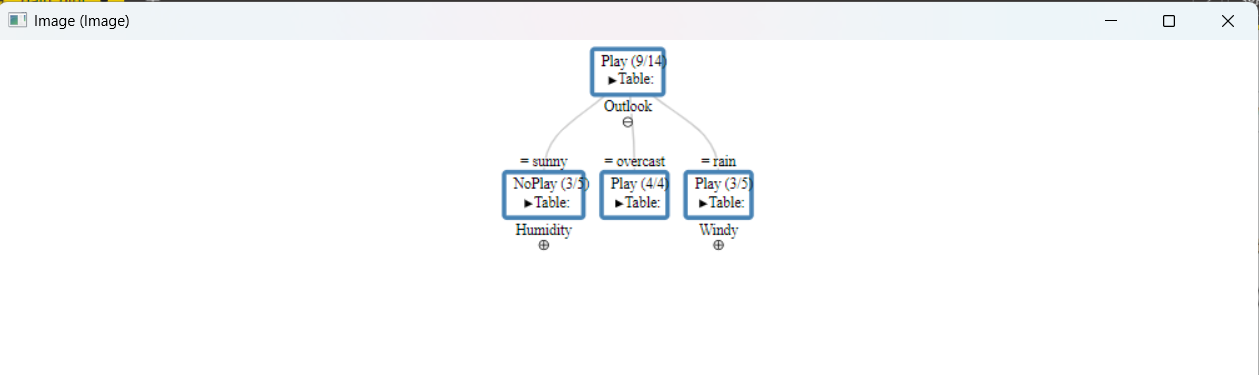 Image (Image)
Play (9/14)
▶Table:
Outlook
⊖
= sunny = overcast = rain
NoPlay (3/5) Play (4/4) Play (3/5)
▶Table: ▶Table: ▶Table:
Humidity Windy
⊕ ⊕